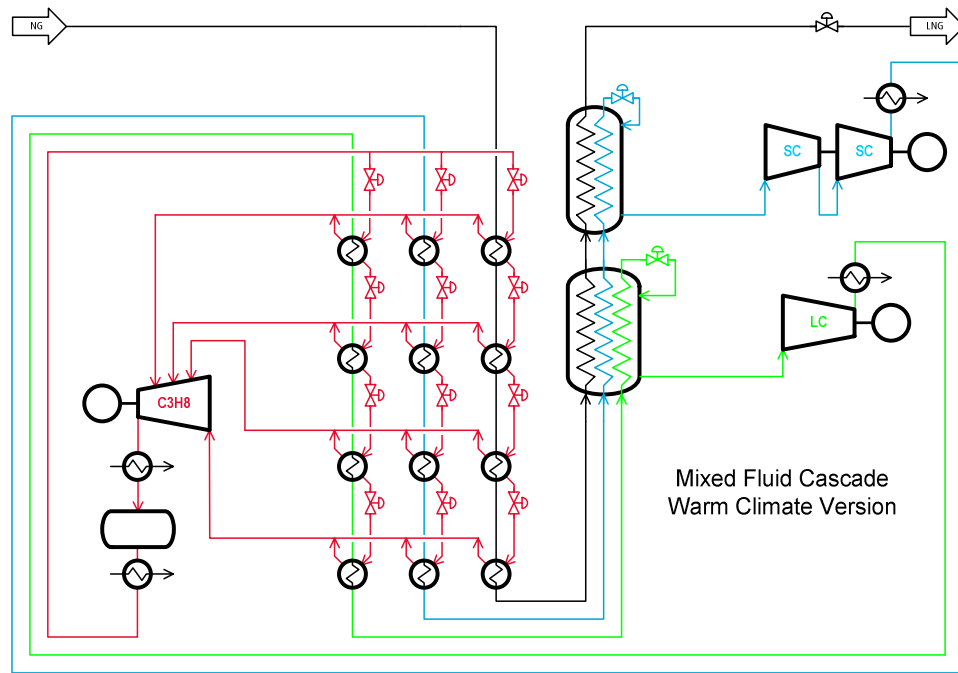 NG
LNG
SC
SC
LC
C3H8
Mixed Fluid Cascade
Warm Climate Version